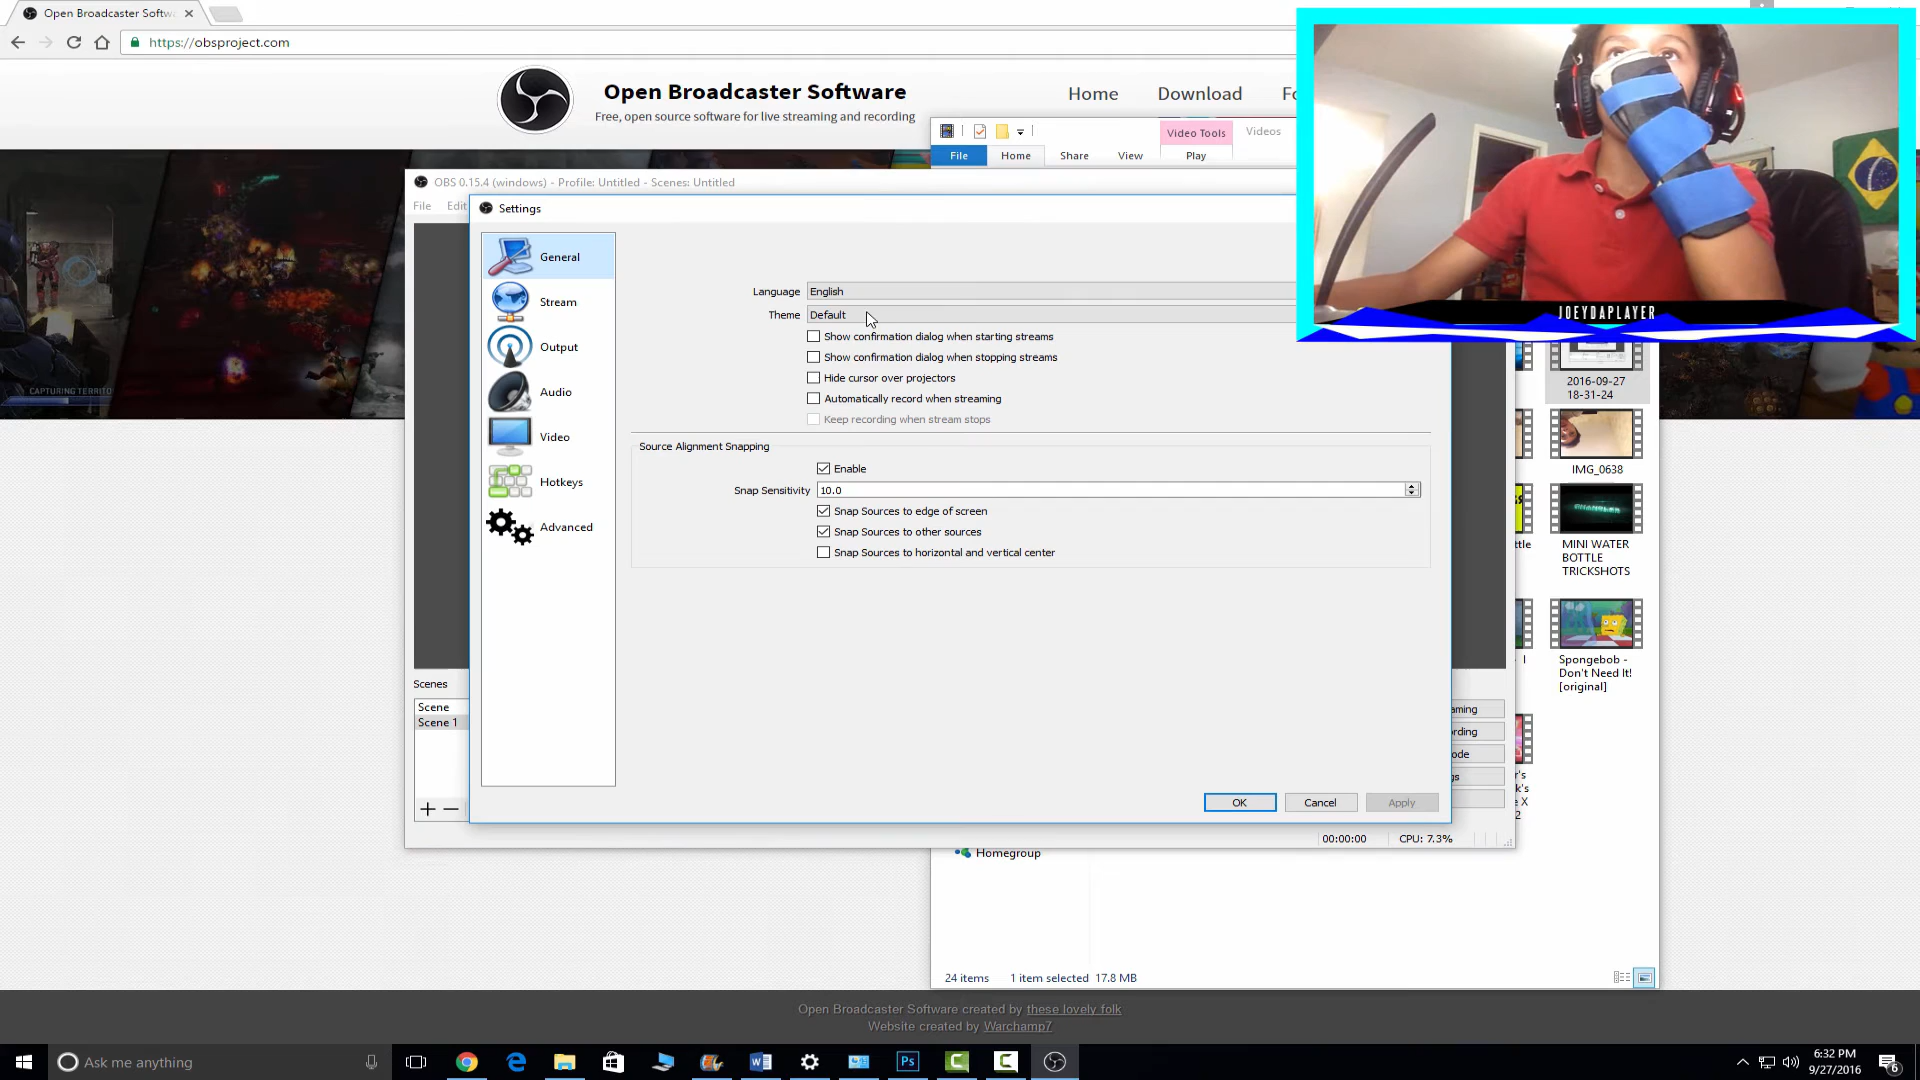 Open Broadcaster Softw
https://obsproject.com
Open Broadcaster Software
Free, open source software for live streaming and recording
Home
Download
Video Tools
Videos
File
Home
Share
View
Play
OBS 0.15.4 (windows) - Profile: Untitled - Scenes: Untitled
File
Edit
Settings
General
Stream
Output
Audio
Video
Hotkeys
Advanced
Language
English
Theme
Default
Show confirmation dialog when starting streams
Show confirmation dialog when stopping streams
Hide cursor over projectors
Automatically record when streaming
Keep recording when stream stops
Source Alignment Snapping
Enable
Snap Sensitivity
10.0
Snap Sources to edge of screen
Snap Sources to other sources
Snap Sources to horizontal and vertical center
OK
Cancel
Apply
JOEYDAPLAYER
CAPTURING TERRITO
2016-09-27
18-31-24
IMG_0638
MINI WATER
BOTTLE
TRICKSHOTS
Spongebob -
Don't Need It!
[original]
Scenes
Scene
Scene 1
00:00:00
CPU: 7.3%
Homegroup
24 items
1 item selected
17.8 MB
Open Broadcaster Software created by these lovely folk
Website created by Warchamp7
Ask me anything
6:32 PM
9/27/2016
6